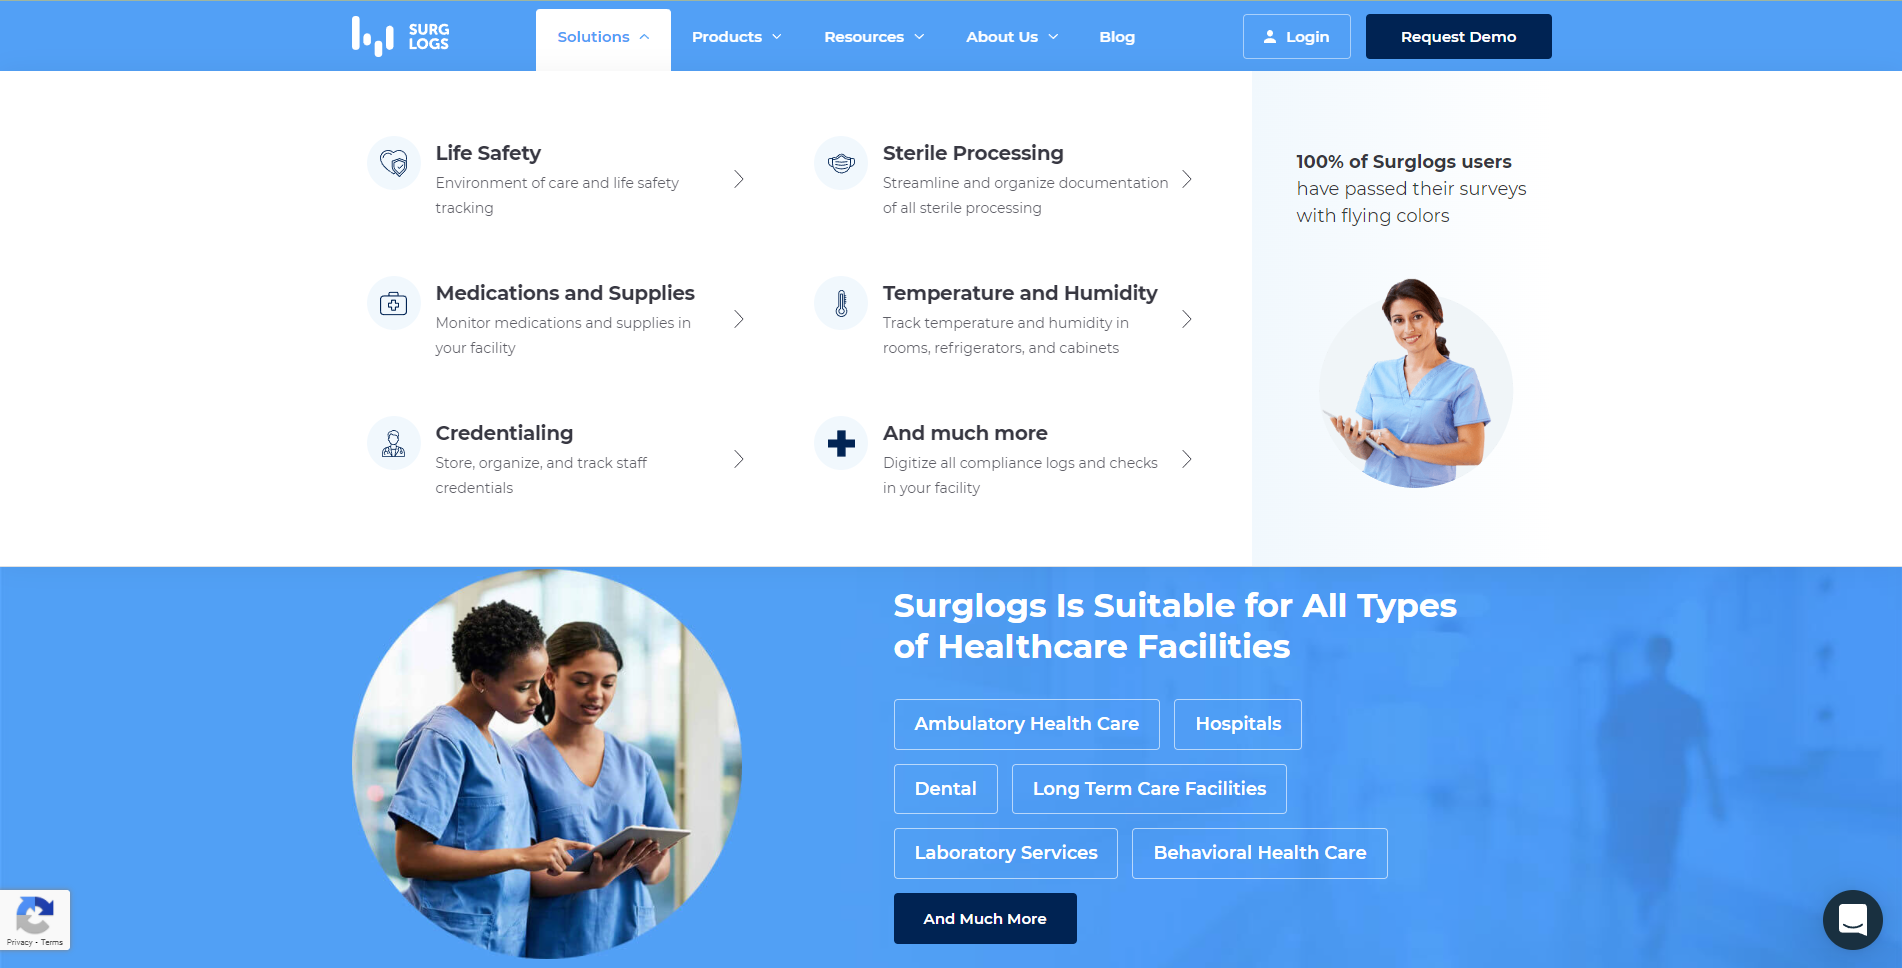 SURG
LOGS
Solutions
Products
Resources
About Us
Blog
Login
Request Demo
Life Safety
Environment of care and life safety
tracking
Sterile Processing
Streamline and organize documentation
of all sterile processing
100% of Surglogs users
have passed their surveys
with flying colors
Medications and Supplies
Monitor medications and supplies in
your facility
Temperature and Humidity
Track temperature and humidity in
rooms, refrigerators, and cabinets
Credentialing
Store, organize, and track staff
credentials
And much more
Digitize all compliance logs and checks
in your facility
Surglogs Is Suitable for All Types
of Healthcare Facilities
Ambulatory Health Care
Hospitals
Dental
Long Term Care Facilities
Laboratory Services
Behavioral Health Care
And Much More
Privacy - Terms